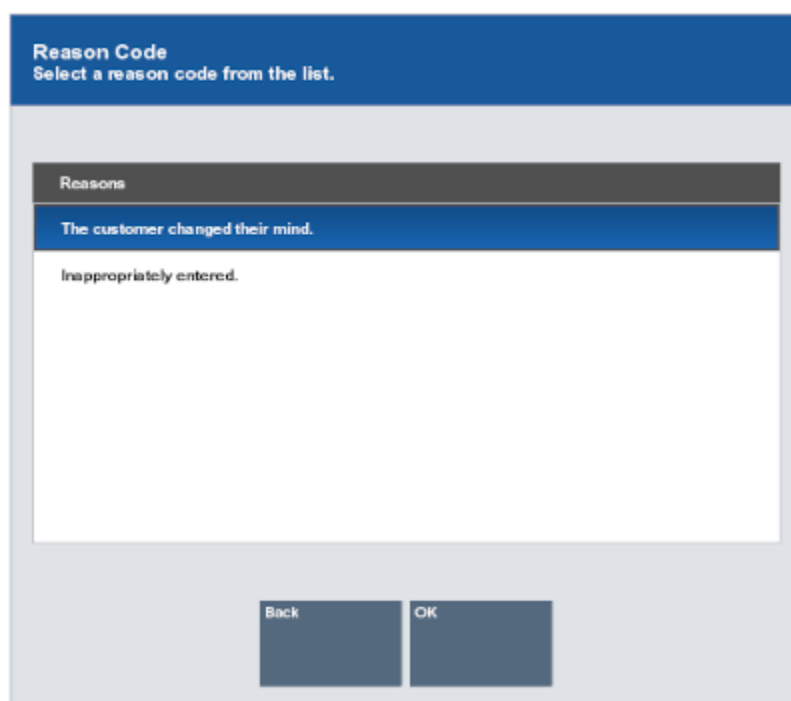 Reason Code
Select a reason code from the list.
Reasons
The customer changed their mind.
Inappropriately entered.
Back
OK